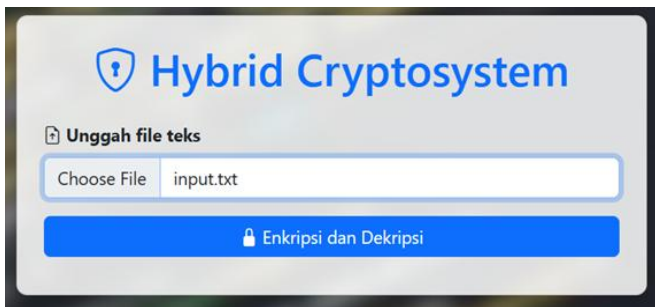 Hybrid Cryptosystem
Unggah file teks
Choose File input.txt
Enkripsi dan Dekripsi